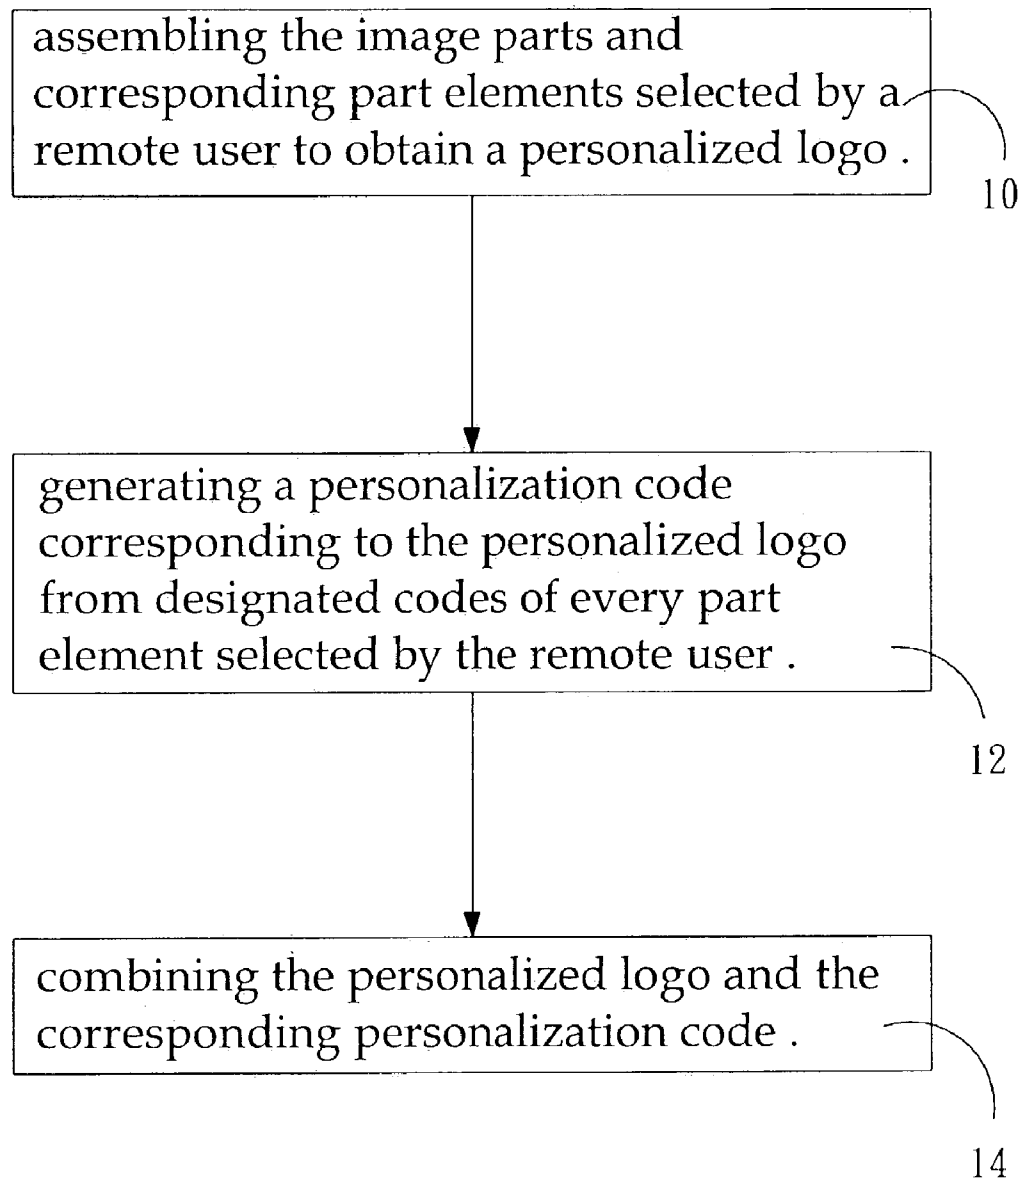 assembling the image parts and
corresponding part elements selected by a
remote user to obtain a personalized logo .
10
generating a personalization code
corresponding to the personalized logo
from designated codes of every part
element selected by the remote user .
12
combining the personalized logo and the
corresponding personalization code .
14